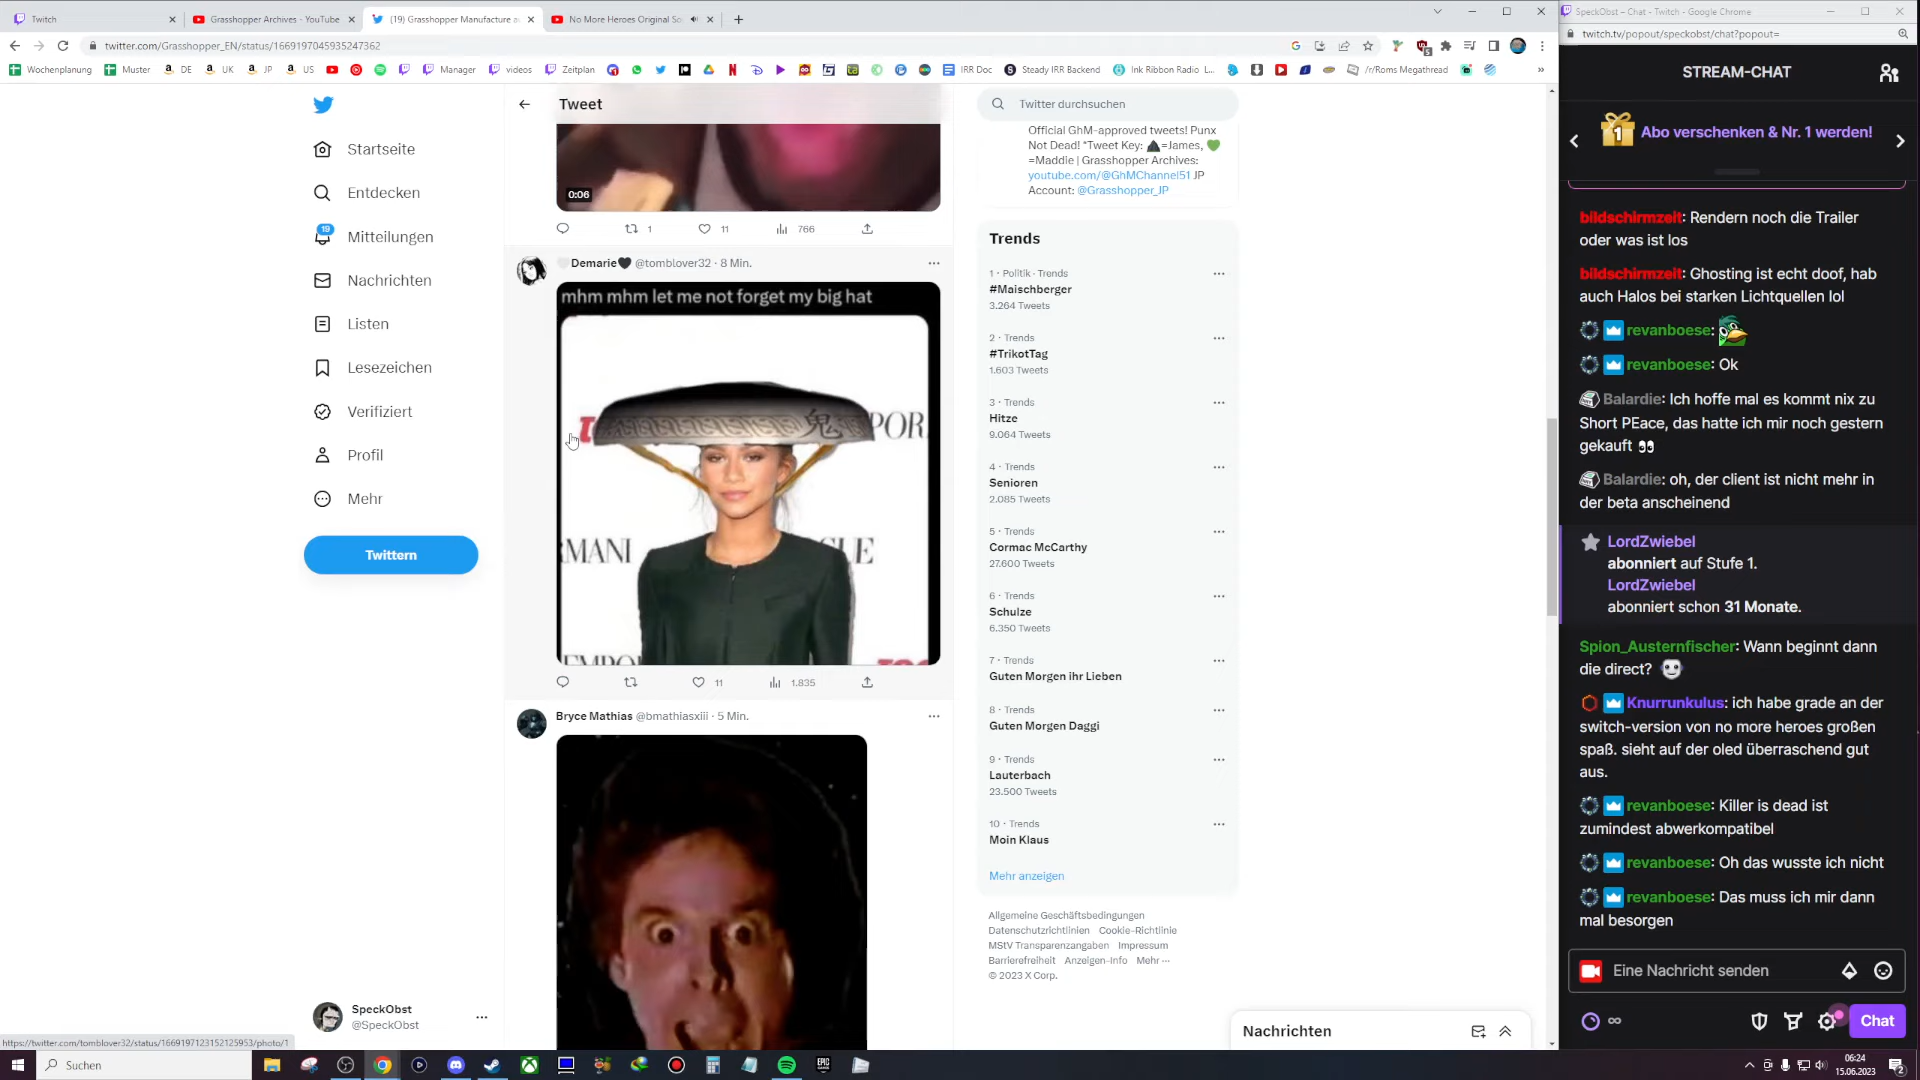 Twitch
Grasshopper Archives - YouTube
(19) Grasshopper Manufacture a
No More Heroes Original So
SpeckObst – Chat - Twitch - Google Chrome
twitter.com/Grasshopper_EN/status/1669197045935247362
twitch.tv/popout/speckobst/chat?popout=
Wochenplanung
Muster
DE
UK
JP
US
Manager
videos
Zeitplan
IRR Doc
Steady IRR Backend
Ink Ribbon Radio L...
/r/Roms Megathread
Startseite
Entdecken
19
Mitteilungen
Nachrichten
Listen
Lesezeichen
Verifiziert
Profil
Mehr
Twittern
SpeckObst
@SpeckObst
https://twitter.com/tomblover32/status/1669197123152125953/photo/1
Tweet
0:06
1
11
766
Demarie🖤 @tomblover32 · 8 Min.
mhm mhm let me not forget my big hat
鬼
POR
RMANI
GUE
EMPO
11
1.835
Bryce Mathias @bmathiasxiii · 5 Min.
Twitter durchsuchen
Official GhM-approved tweets! Punx
Not Dead! *Tweet Key: =James, 💚
=Maddie | Grasshopper Archives:
youtube.com/@GhMChannel51 JP
Account: @Grasshopper_JP
Trends
1 · Politik · Trends
#Maischberger
3.264 Tweets
2 · Trends
#TrikotTag
1.603 Tweets
3 · Trends
Hitze
9.064 Tweets
4 · Trends
Senioren
2.085 Tweets
5 · Trends
Cormac McCarthy
27.600 Tweets
6 · Trends
Schulze
6.350 Tweets
7 · Trends
Guten Morgen ihr Lieben
8 · Trends
Guten Morgen Daggi
9 · Trends
Lauterbach
23.500 Tweets
10 · Trends
Moin Klaus
Mehr anzeigen
Allgemeine Geschäftsbedingungen
Datenschutzrichtlinien Cookie-Richtlinie
MStV Transparenzangaben Impressum
Barrierefreiheit Anzeigen-Info Mehr ···
© 2023 X Corp.
Nachrichten
STREAM-CHAT
1
Abo verschenken & Nr. 1 werden!
bildschirmzeit: Rendern noch die Trailer
oder was ist los
bildschirmzeit: Ghosting ist echt doof, hab
auch Halos bei starken Lichtquellen lol
revanboese:
revanboese: Ok
Balardie: Ich hoffe mal es kommt nix zu
Short PEace, das hatte ich mir noch gestern
gekauft 👀
Balardie: oh, der client ist nicht mehr in
der beta anscheinend
LordZwiebel
abonniert auf Stufe 1.
LordZwiebel
abonniert schon 31 Monate.
Spion_Austernfischer: Wann beginnt dann
die direct?
Knurrunkulus: ich habe grade an der
switch-version von no more heroes großen
spaß. sieht auf der oled überraschend gut
aus.
revanboese: Killer is dead ist
zumindest abwerkompatibel
revanboese: Oh das wusste ich nicht
revanboese: Das muss ich mir dann
mal besorgen
Eine Nachricht senden
∞
Chat
Suchen
EPIC
06:24
15.06.2023
2